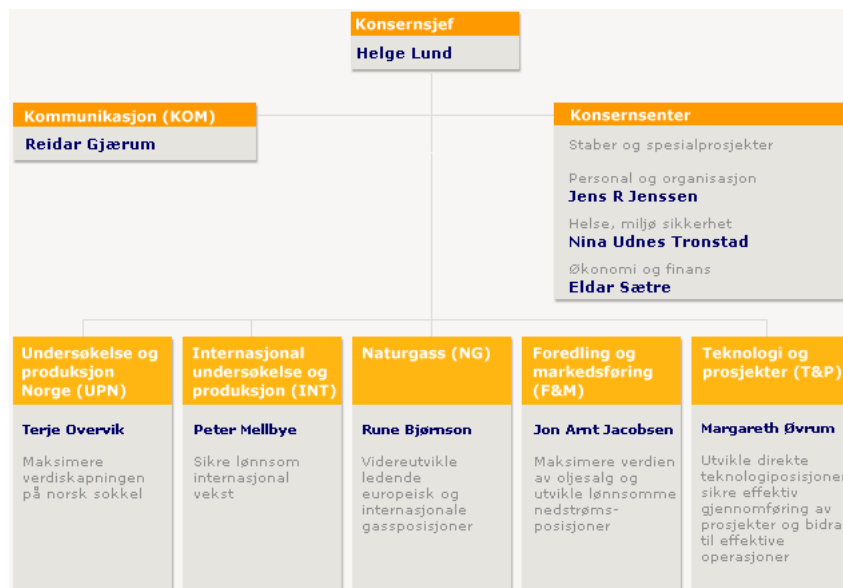 Konsernsjef
Helge Lund
Kommunikasjon (KOM)
Reidar Gjærum
Konsernsenter
Staber og spesialprosjekter
Personal og organisasjon
Jens R Jenssen
Helse, miljø sikkerhet
Nina Udnes Tronstad
Økonomi og finans
Eldar Sætre
Undersøkelse og
produksjon
Norge (UPN)
Terje Overvik
Maksimere
verdiskapningen
på norsk sokkel
Internasjonal
undersøkelse og
produksjon (INT)
Peter Mellbye
Sikre lønnsom
internasjonal
vekst
Naturgass (NG)
Rune Bjørnson
Videreutvikle
ledende
europeisk og
internasjonale
gassposisjoner
Foredling og
markedsføring
(F&M)
Jon Arnt Jacobsen
Maksimere verdien
av oljesalg og
utvikle lønnsomme
nedstrøms-
posisjoner
Teknologi og
prosjekter (T&P)
Margareth Øvrum
Utvikle direkte
teknologiposisjoner
sikre effektiv
gjennomføring av
prosjekter og bidra
til effektive
operasjoner